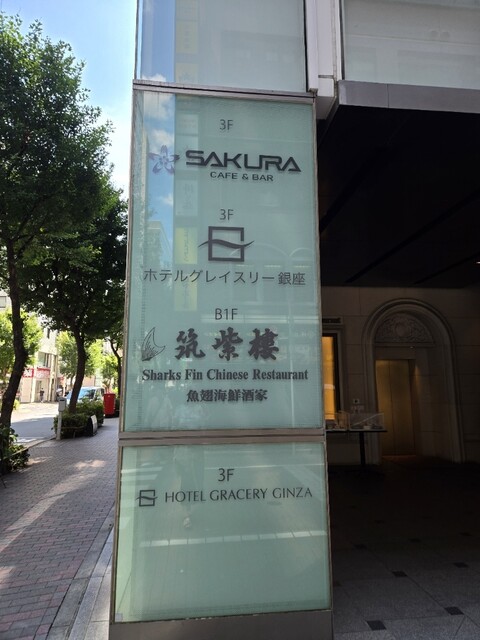 3F
SAKURA
CAFE & BAR
3F
ホテルグレイスリー銀座
B1F
筑紫樓
Sharks Fin Chinese Restaurant
魚翅海鮮酒家
3F
HOTEL GRACERY GINZA